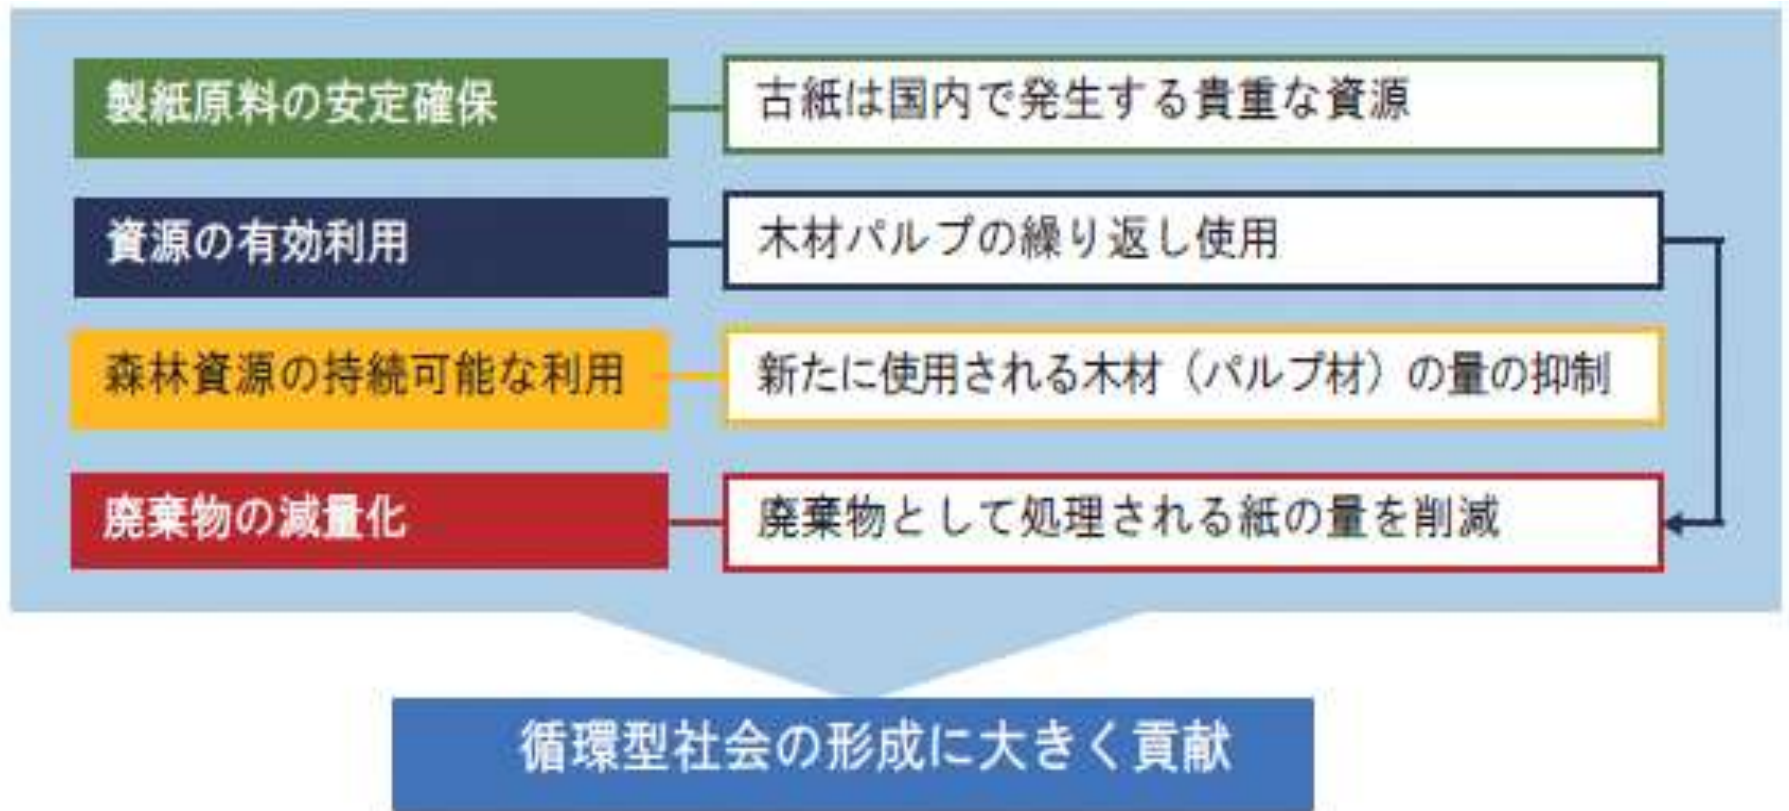 製紙原料の安定確保
古紙は国内で発生する貴重な資源
資源の有効利用
木材パルプの繰り返し使用
森林資源の持続可能な利用
新たに使用される木材（パルプ材）の量の抑制
廃棄物の減量化
廃棄物として処理される紙の量を削減
循環型社会の形成に大きく貢献